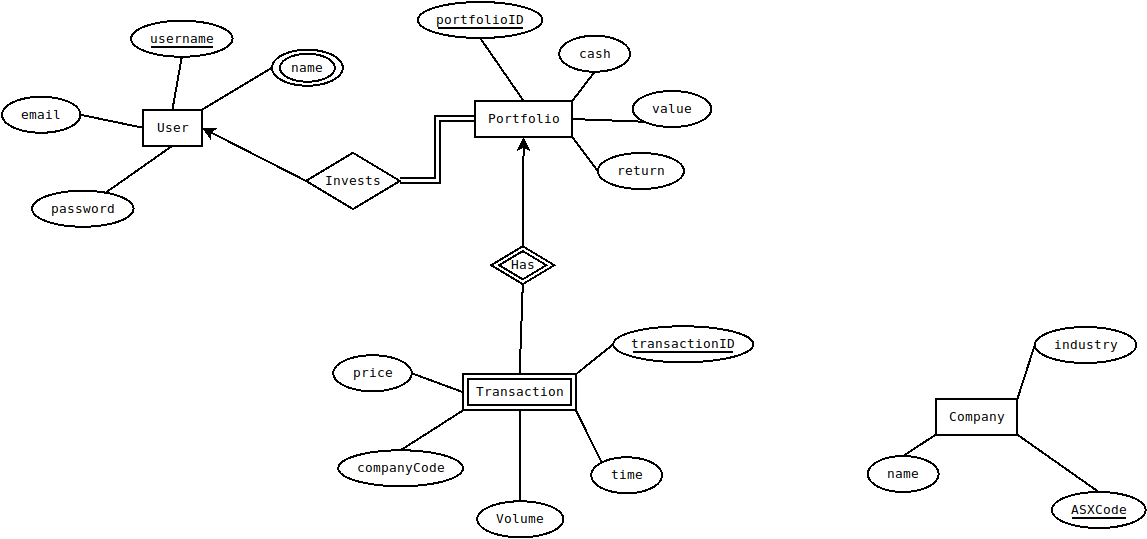 portfolioID
username
cash
name
value
email
Portfolio
User
return
Invests
password
Has
transactionID
industry
price
Transaction
Company
companyCode
time
name
Volume
ASXCode